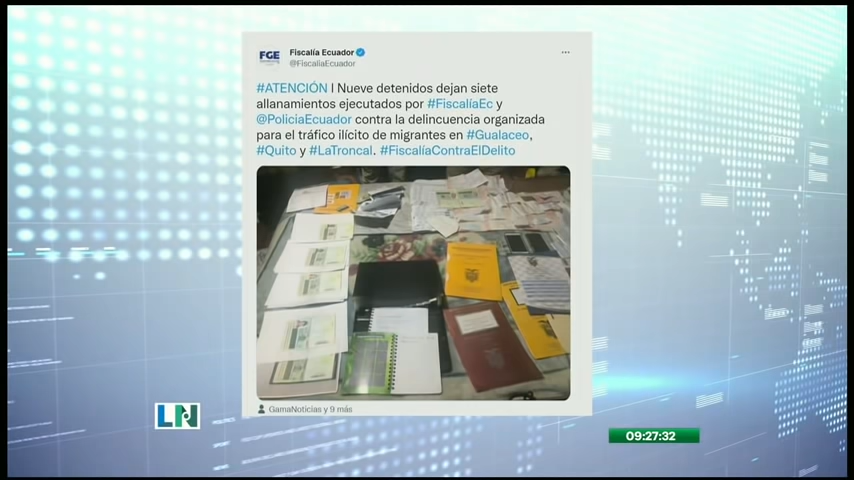 FGE
Fiscalía Ecuador
@FiscaliaEcuador
#ATENCIÓN l Nueve detenidos dejan siete
allanamientos ejecutados por #FiscalíaEc y
@PoliciaEcuador contra la delincuencia organizada
para el tráfico ilícito de migrantes en #Gualaceo,
#Quito y #LaTroncal. #FiscalíaContraElDelito
GamaNoticias y 9 más
LN
09:27:32